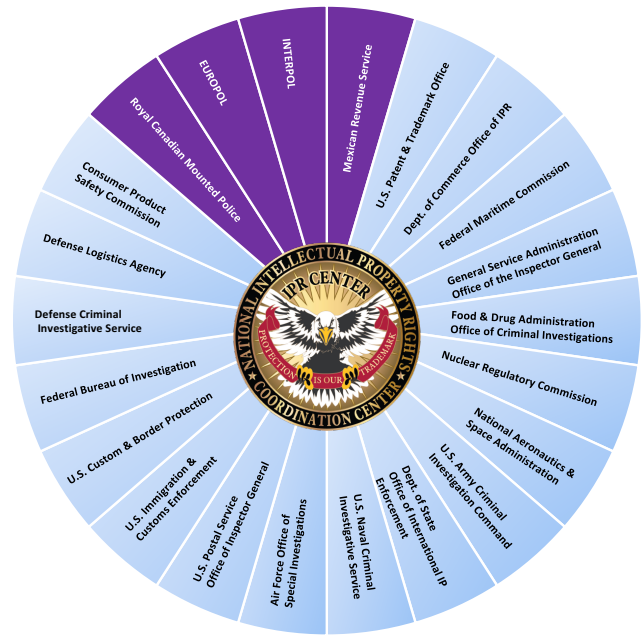 Mexican Revenue Service
U.S. Patent & Trademark Office
Dept. of Commerce Office of IPR
Federal Maritime Commission
General Service Administration
Office of the Inspector General
Food & Drug Administration
Office of Criminal Investigations
Nuclear Regulatory Commission
National Aeronautics &
Space Administration
U.S. Army Criminal
Investigation Command
Dept. of State
Office of International IP
Enforcement
U.S. Naval Criminal
Investigative Service
Air Force Office of
Special Investigations
U.S. Postal Service
Office of Inspector General
U.S. Immigration &
Customs Enforcement
U.S. Custom & Border Protection
Federal Bureau of Investigation
Defense Criminal
Investigative Service
Defense Logistics Agency
Consumer Product
Safety Commission
Royal Canadian Mounted Police
EUROPOL
INTERPOL
NATIONAL INTELLECTUAL PROPERTY RIGHTS
COORDINATION CENTER
IPR CENTER
PROTECTION
IS OUR
TRADEMARK